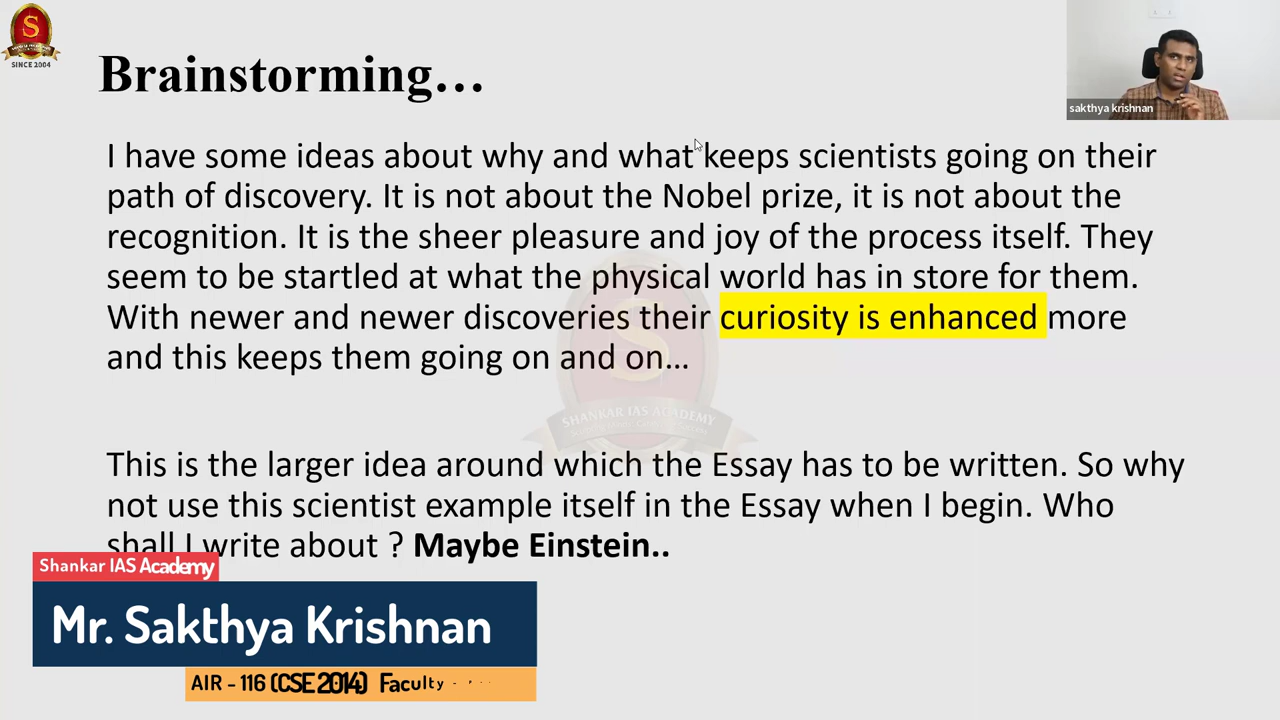 S
SINCE 2004
Brainstorming...
sakthya krishnan
I have some ideas about why and what keeps scientists going on their
path of discovery. It is not about the Nobel prize, it is not about the
recognition. It is the sheer pleasure and joy of the process itself. They
seem to be startled at what the physical world has in store for them.
With newer and newer discoveries their curiosity is enhanced more
and this keeps them going on and on...
SHANKAR IAS ACADEMY
This is the larger idea around which the Essay has to be written. So why
not use this scientist example itself in the Essay when I begin. Who
shall I write about ? Maybe Einstein..
Shankar IAS Academy
Mr. Sakthya Krishnan
AIR - 116 (CSE 2014) Faculty